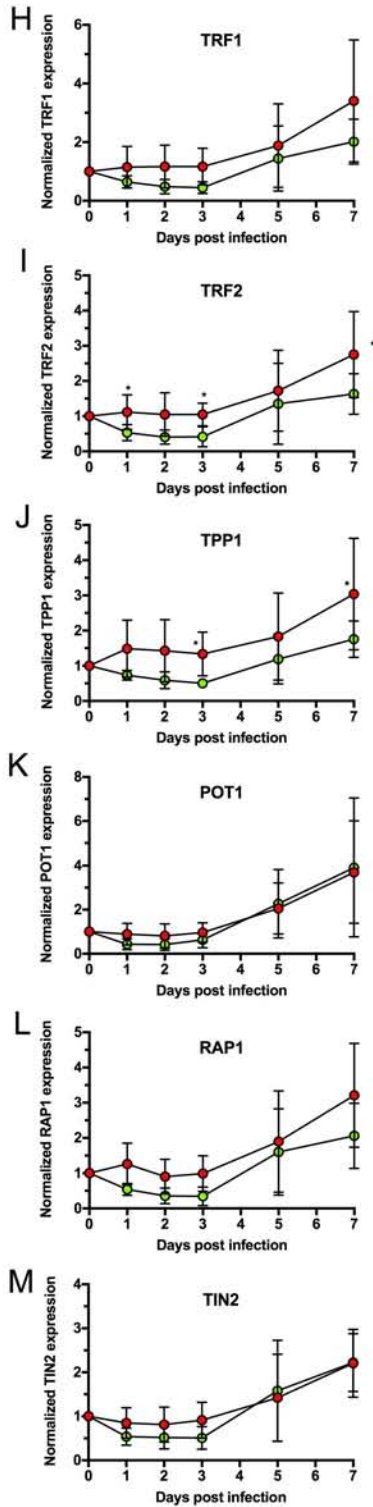 H
TRF1
Normalized TRF1 expression
6
4
2
0
0 1 2 3 4 5 6 7
Days post infection
I
TRF2
Normalized TRF2 expression
5
4
3
2
1
0
* * *
0 1 2 3 4 5 6 7
Days post infection
J
TPP1
Normalized TPP1 expression
5
4
3
2
1
0
* *
0 1 2 3 4 5 6 7
Days post infection
K
POT1
Normalized POT1 expression
8
6
4
2
0
0 1 2 3 4 5 6 7
Days post infection
L
RAP1
Normalized RAP1 expression
5
4
3
2
1
0
0 1 2 3 4 5 6 7
Days post infection
M
TIN2
Normalized TIN2 expression
4
3
2
1
0
0 1 2 3 4 5 6 7
Days post infection